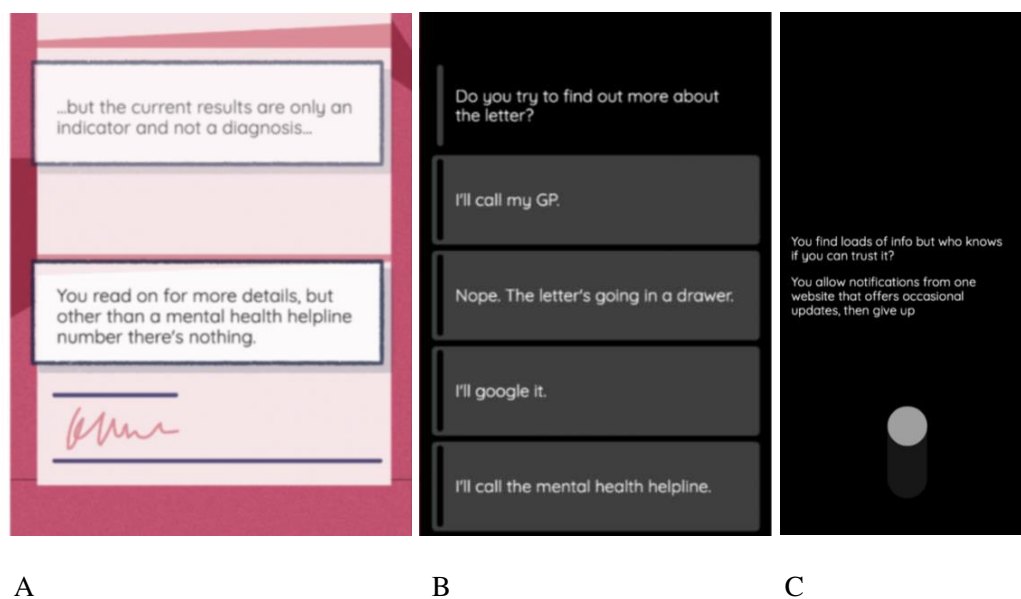 ...but the current results are only an
indicator and not a diagnosis...
You read on for more details, but
other than a mental health helpline
number there's nothing.
Do you try to find out more about
the letter?
I'll call my GP.
Nope. The letter's going in a drawer.
I'll google it.
I'll call the mental health helpline.
You find loads of info but who knows
if you can trust it?
You allow notifications from one
website that offers occasional
updates, then give up
A
B
C